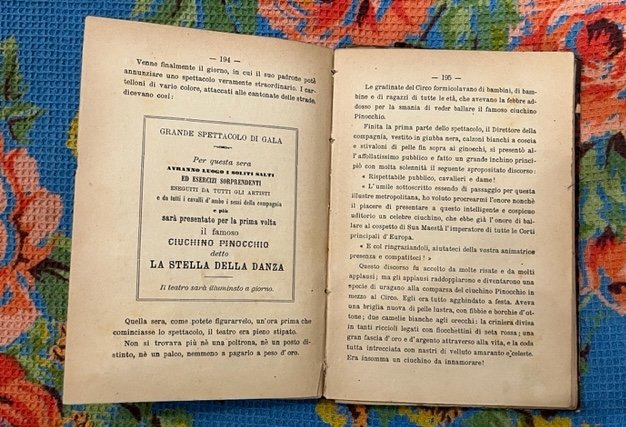 — 194 —
Venne finalmente il giorno, in cui il suo padrone potè
annunziare uno spettacolo veramente straordinario. I car-
telloni di vario colore, attaccati alle cantonate delle strade,
dicevano così:
GRANDE SPETTACOLO DI GALA
Per questa sera
AVRANNO LUOGO I SOLITI SALTI
ED ESERCIZI SORPRENDENTI
ESEGUITI DA TUTTI GLI ARTISTI
e da tutti i cavalli d'ambo i sessi della compagnia
e più
sarà presentato per la prima volta
il famoso
CIUCHINO PINOCCHIO
detto
LA STELLA DELLA DANZA
Il teatro sarà illuminato a giorno.
Quella sera, come potete figurarvelo, un'ora prima che
cominciasse lo spettacolo, il teatro era pieno stipato.
Non si trovava più nè una poltrona, nè un posto di-
stinto, nè un palco, nemmeno a pagarlo a peso d'oro.
— 195 —
Le gradinate del Circo formicolavano di bambini, di bam-
bine e di ragazzi di tutte le età, che avevano la febbre ad-
dosso per la smania di veder ballare il famoso ciuchino
Pinocchio.
Finita la prima parte dello spettacolo, il Direttore della
compagnia, vestito in giubba nera, calzoni bianchi a coscia
e stivaloni di pelle fin sopra ai ginocchi, si presentò al-
l'affollatissimo pubblico e fatto un grande inchino princi-
piò con molta solennità il seguente spropositato discorso:
« Rispettabile pubblico, cavalieri e dame!
« L'umile sottoscritto essendo di passaggio per questa
illustre metropolitana, ho voluto procrearmi l'onore nonchè
il piacere di presentare a questo intelligente e cospicuo
auditorio un celebre ciuchino, che ebbe già l'onore di bal-
lare al cospetto di Sua Maestà l'imperatore di tutte le Corti
principali d'Europa.
« E col ringraziandoli, aiutateci della vostra animatrice
presenza e compatiteci! »
Questo discorso fu accolto da molte risate e da molti
applausi; ma gli applausi raddoppiarono e diventarono una
specie di uragano alla comparsa del ciuchino Pinocchio in
mezzo al Circo. Egli era tutto agghindato a festa. Aveva
una briglia nuova di pelle lustra, con fibbie e borchie d'ot-
tone; due camelie bianche agli orecchi: la criniera divisa
in tanti riccioli legati con fiocchettini di seta rossa; una
gran fascia d'oro e d'argento attraverso alla vita, e la coda
tutta intrecciata con nastri di velluto amaranto e celeste.
Era insomma un ciuchino da innamorare!